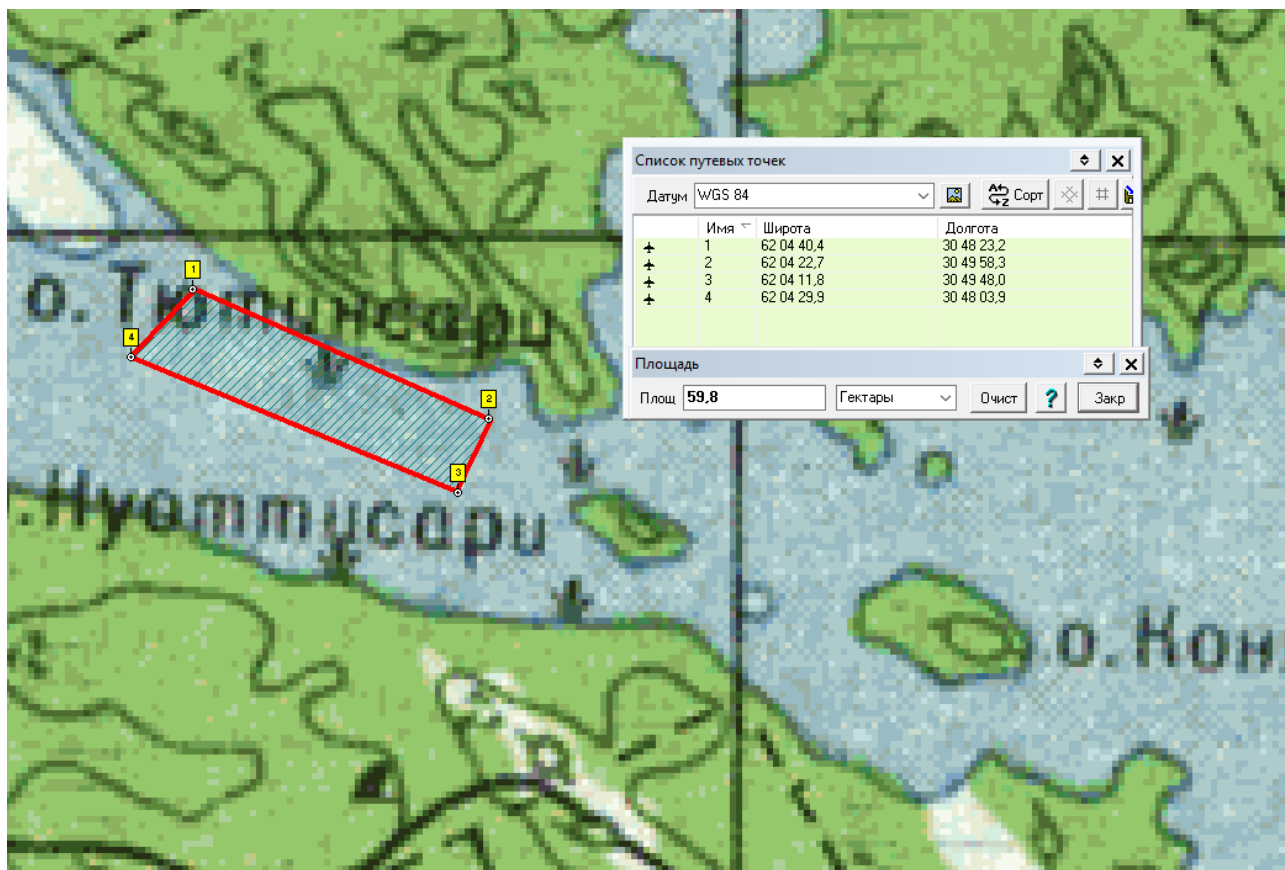 Список путевых точек
Датум WGS 84 Сорт
Имя Широта Долгота
1 62 04 40,4 30 48 23,2
2 62 04 22,7 30 49 58,3
3 62 04 11,8 30 49 48,0
4 62 04 29,9 30 48 03,9
Площадь
Площ 59,8 Гектары Очист ? Закр
1
о.
4
2
3
.Нуоттусари
о.Кон